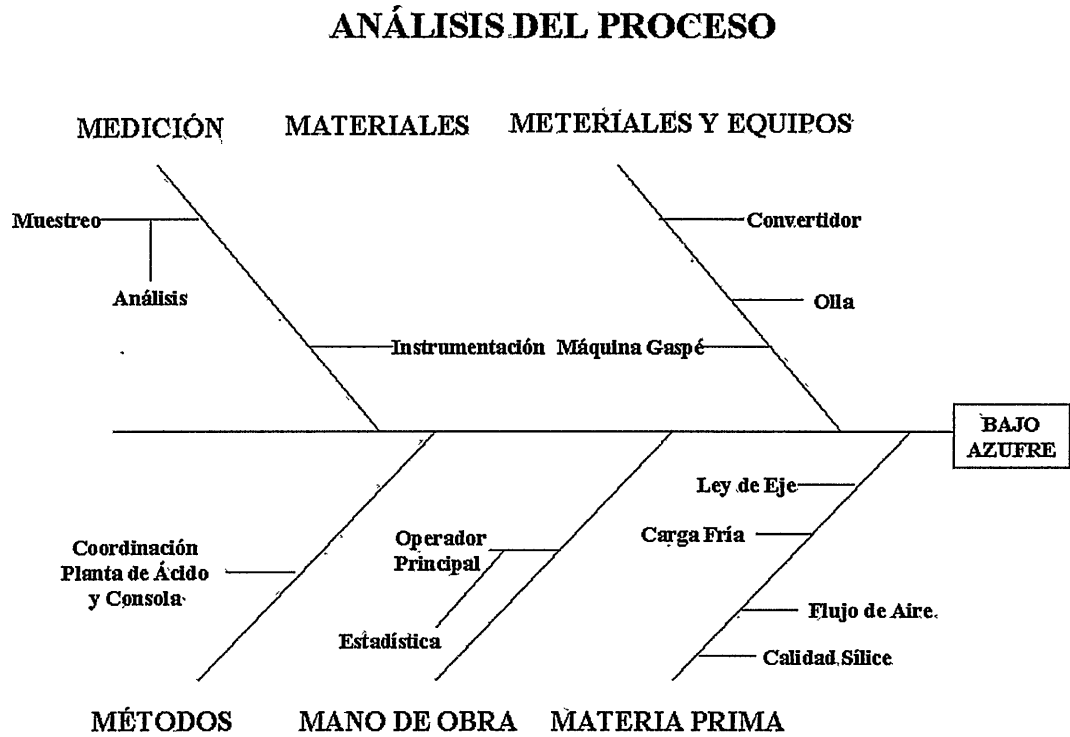 ANÁLISIS DEL PROCESO
MEDICIÓN
MATERIALES
METERIALES Y EQUIPOS
Muestreo
Convertidor
Análisis
Olla
Instrumentación
Máquina Gaspé
BAJO
AZUFRE
Ley de Eje
Carga Fría
Operador
Principal
Coordinación
Planta de Ácido
y Consola
Flujo de Aire
Estadística
Calidad Sílice
MÉTODOS
MANO DE OBRA
MATERIA PRIMA